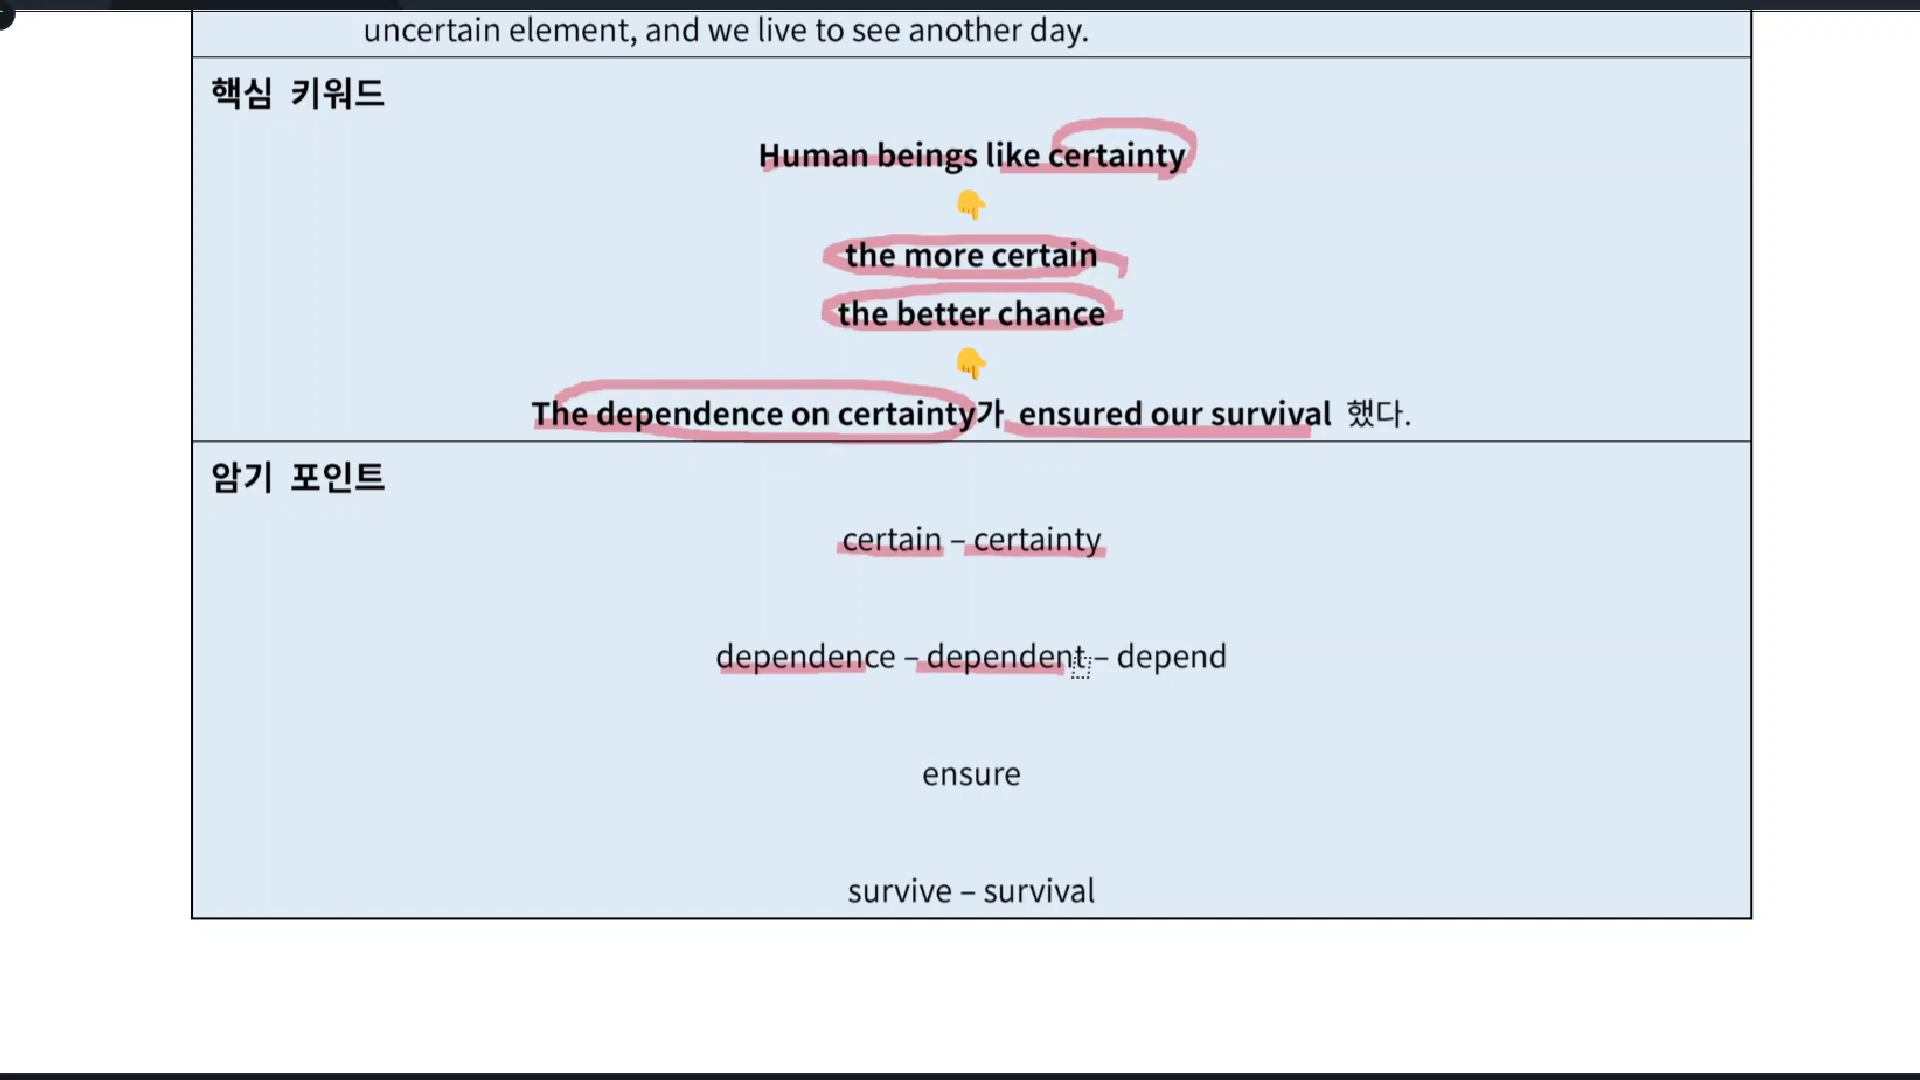 uncertain element, and we live to see another day.
핵심 키워드
Human beings like certainty
the more certain
the better chance
The dependence on certainty가 ensured our survival 했다.
암기 포인트
certain – certainty
dependence – dependent – depend
ensure
survive – survival